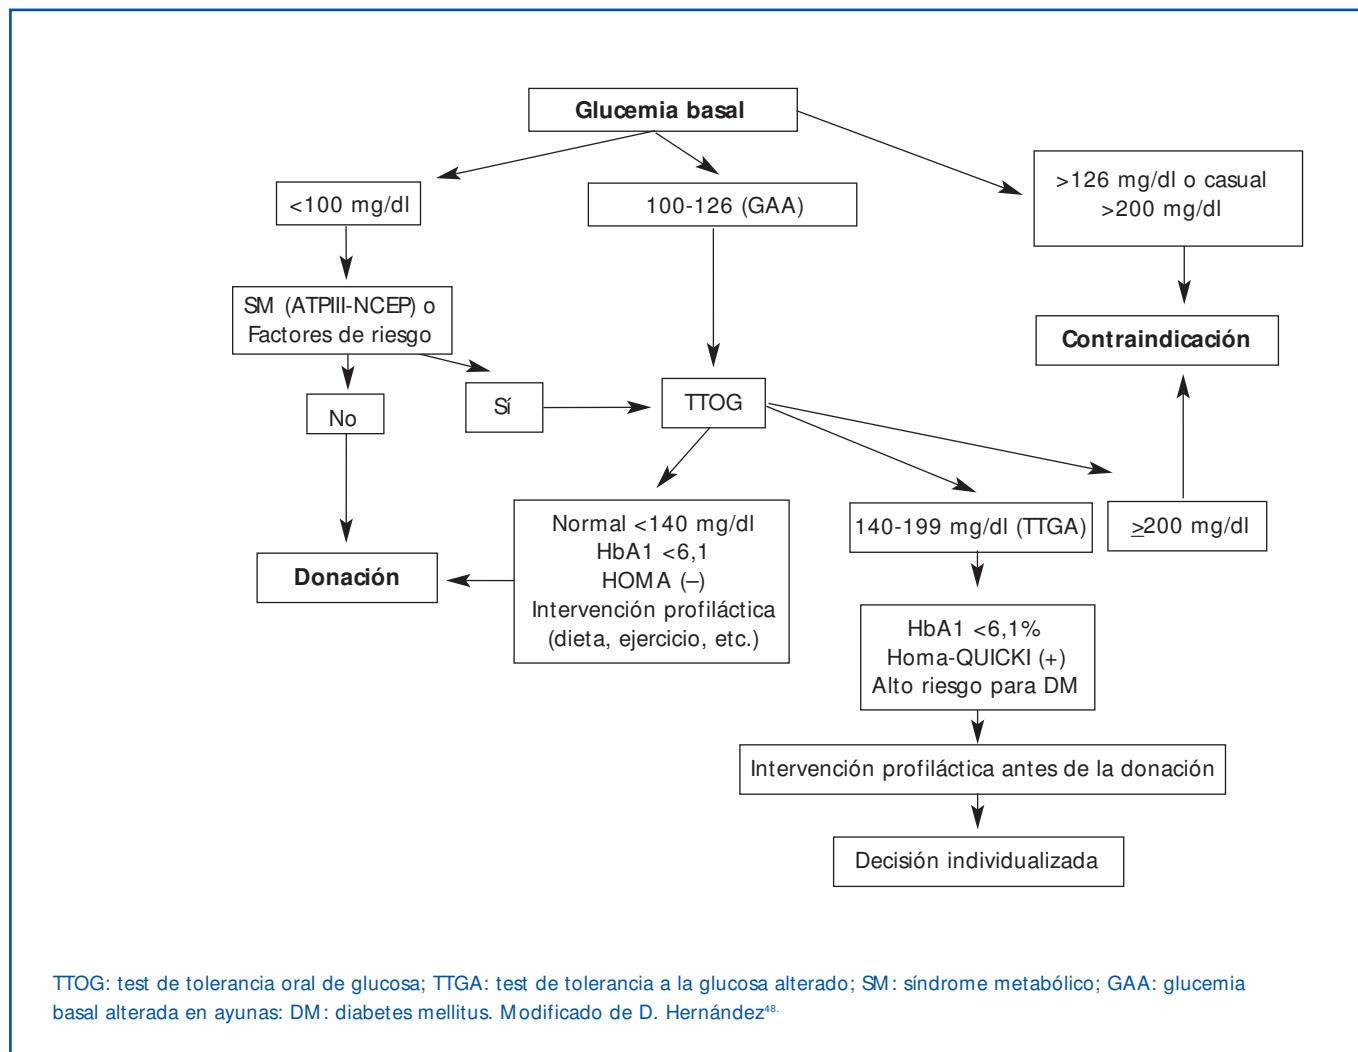 Glucemia basal
<100 mg/dl
100-126 (GAA)
>126 mg/dl o casual
>200 mg/dl
SM (ATPIII-NCEP) o
Factores de riesgo
Contraindicación
No
Sí
TTOG
Normal <140 mg/dl
HbA1 <6,1
HOMA (–)
Intervención profiláctica
(dieta, ejercicio, etc.)
140-199 mg/dl (TTGA)
≥200 mg/dl
Donación
HbA1 <6,1%
Homa-QUICKI (+)
Alto riesgo para DM
Intervención profiláctica antes de la donación
Decisión individualizada
TTOG: test de tolerancia oral de glucosa; TTGA: test de tolerancia a la glucosa alterado; SM: síndrome metabólico; GAA: glucemia
basal alterada en ayunas: DM: diabetes mellitus. Modificado de D. Hernández⁴⁸.